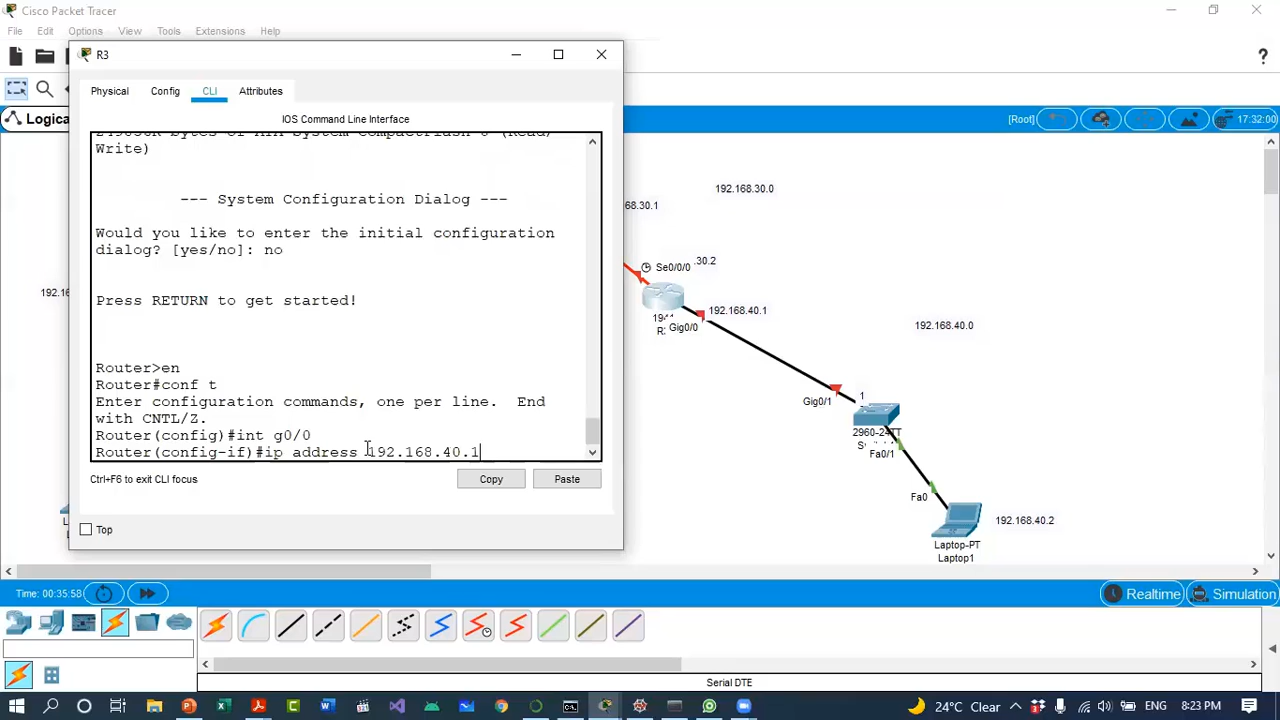 Cisco Packet Tracer
File Edit Options View Tools Extensions Help
R3
Physical Config CLI Attributes
IOS Command Line Interface
Write)
--- System Configuration Dialog ---
Would you like to enter the initial configuration
dialog? [yes/no]: no
Press RETURN to get started!
Router>en
Router#conf t
Enter configuration commands, one per line. End
with CNTL/Z.
Router(config)#int g0/0
Router(config-if)#ip address 192.168.40.1
Ctrl+F6 to exit CLI focus
Copy
Paste
Top
Logica
[Root]
17:32:00
192.168.30.0
.30.1
Se0/0/0
.30.2
192.168.40.1
Gig0/0
192.168.40.0
Gig0/1
1
2960-24TT
Fa0/1
Fa0
192.168.40.2
Laptop-PT
Laptop1
Time: 00:35:58
Realtime
Simulation
Serial DTE
24°C Clear
ENG
8:23 PM